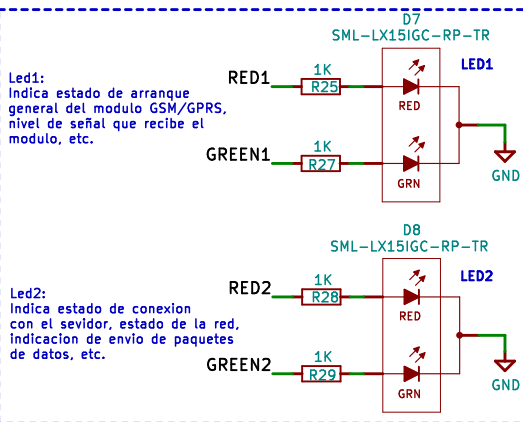 D7
SML-LX15IGC-RP-TR
LED1
Led1:
Indica estado de arranque
general del modulo GSM/GPRS,
nivel de señal que recibe el
modulo, etc.
RED1
1K
R25
RED
GREEN1
1K
R27
GRN
GND
D8
SML-LX15IGC-RP-TR
LED2
Led2:
Indica estado de conexion
con el sevidor, estado de la red,
indicacion de envio de paquetes
de datos, etc.
RED2
1K
R28
RED
GREEN2
1K
R29
GRN
GND